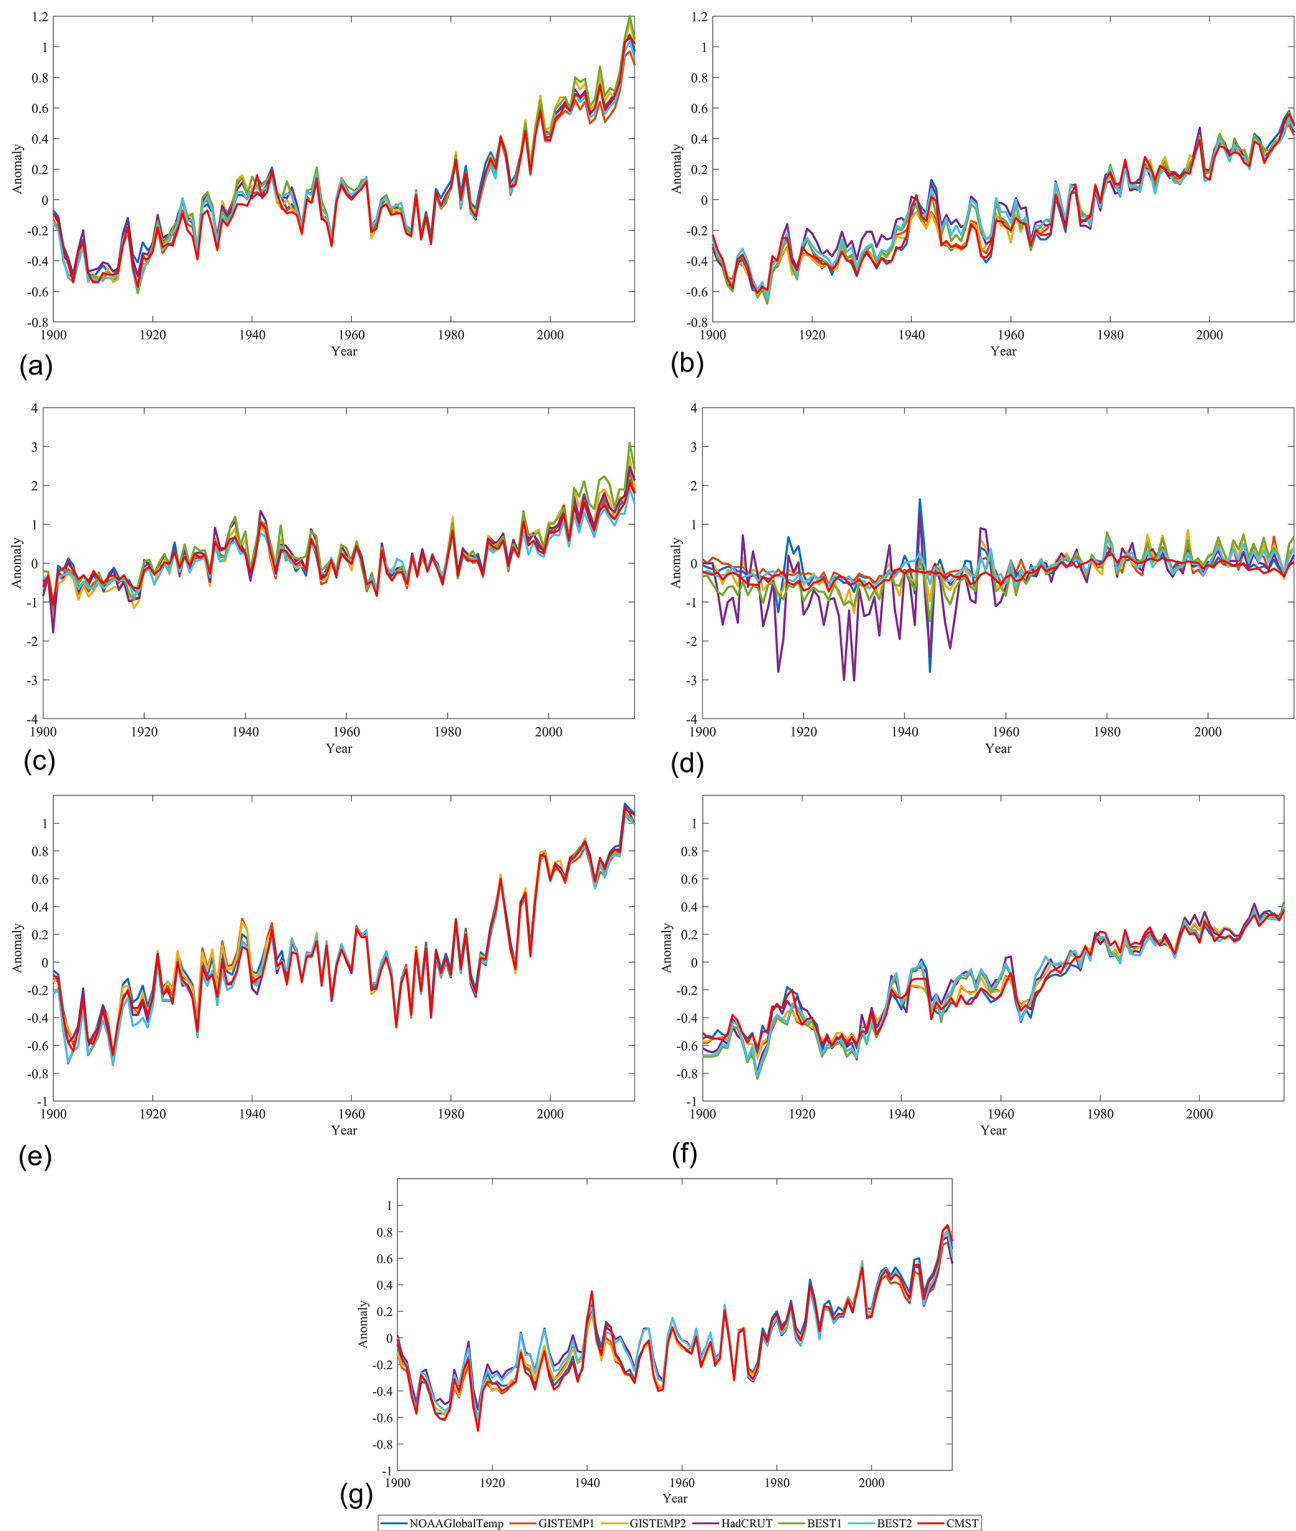 1.2
1
0.8
0.6
0.4
0.2
0
-0.2
-0.4
-0.6
-0.8
Anomaly
1900 1920 1940 1960 1980 2000
Year
(a)
1.2
1
0.8
0.6
0.4
0.2
0
-0.2
-0.4
-0.6
-0.8
Anomaly
1900 1920 1940 1960 1980 2000
Year
(b)
4
3
2
1
0
-1
-2
-3
-4
Anomaly
1900 1920 1940 1960 1980 2000
Year
(c)
4
3
2
1
0
-1
-2
-3
-4
Anomaly
1900 1920 1940 1960 1980 2000
Year
(d)
1
0.8
0.6
0.4
0.2
0
-0.2
-0.4
-0.6
-0.8
-1
Anomaly
1900 1920 1940 1960 1980 2000
Year
(e)
1
0.8
0.6
0.4
0.2
0
-0.2
-0.4
-0.6
-0.8
-1
Anomaly
1900 1920 1940 1960 1980 2000
Year
(f)
1
0.8
0.6
0.4
0.2
0
-0.2
-0.4
-0.6
-0.8
-1
Anomaly
1900 1920 1940 1960 1980 2000
Year
(g)
NOAAGlobalTemp GISTEMP1 GISTEMP2 HadCRUT BEST1 BEST2 CMST